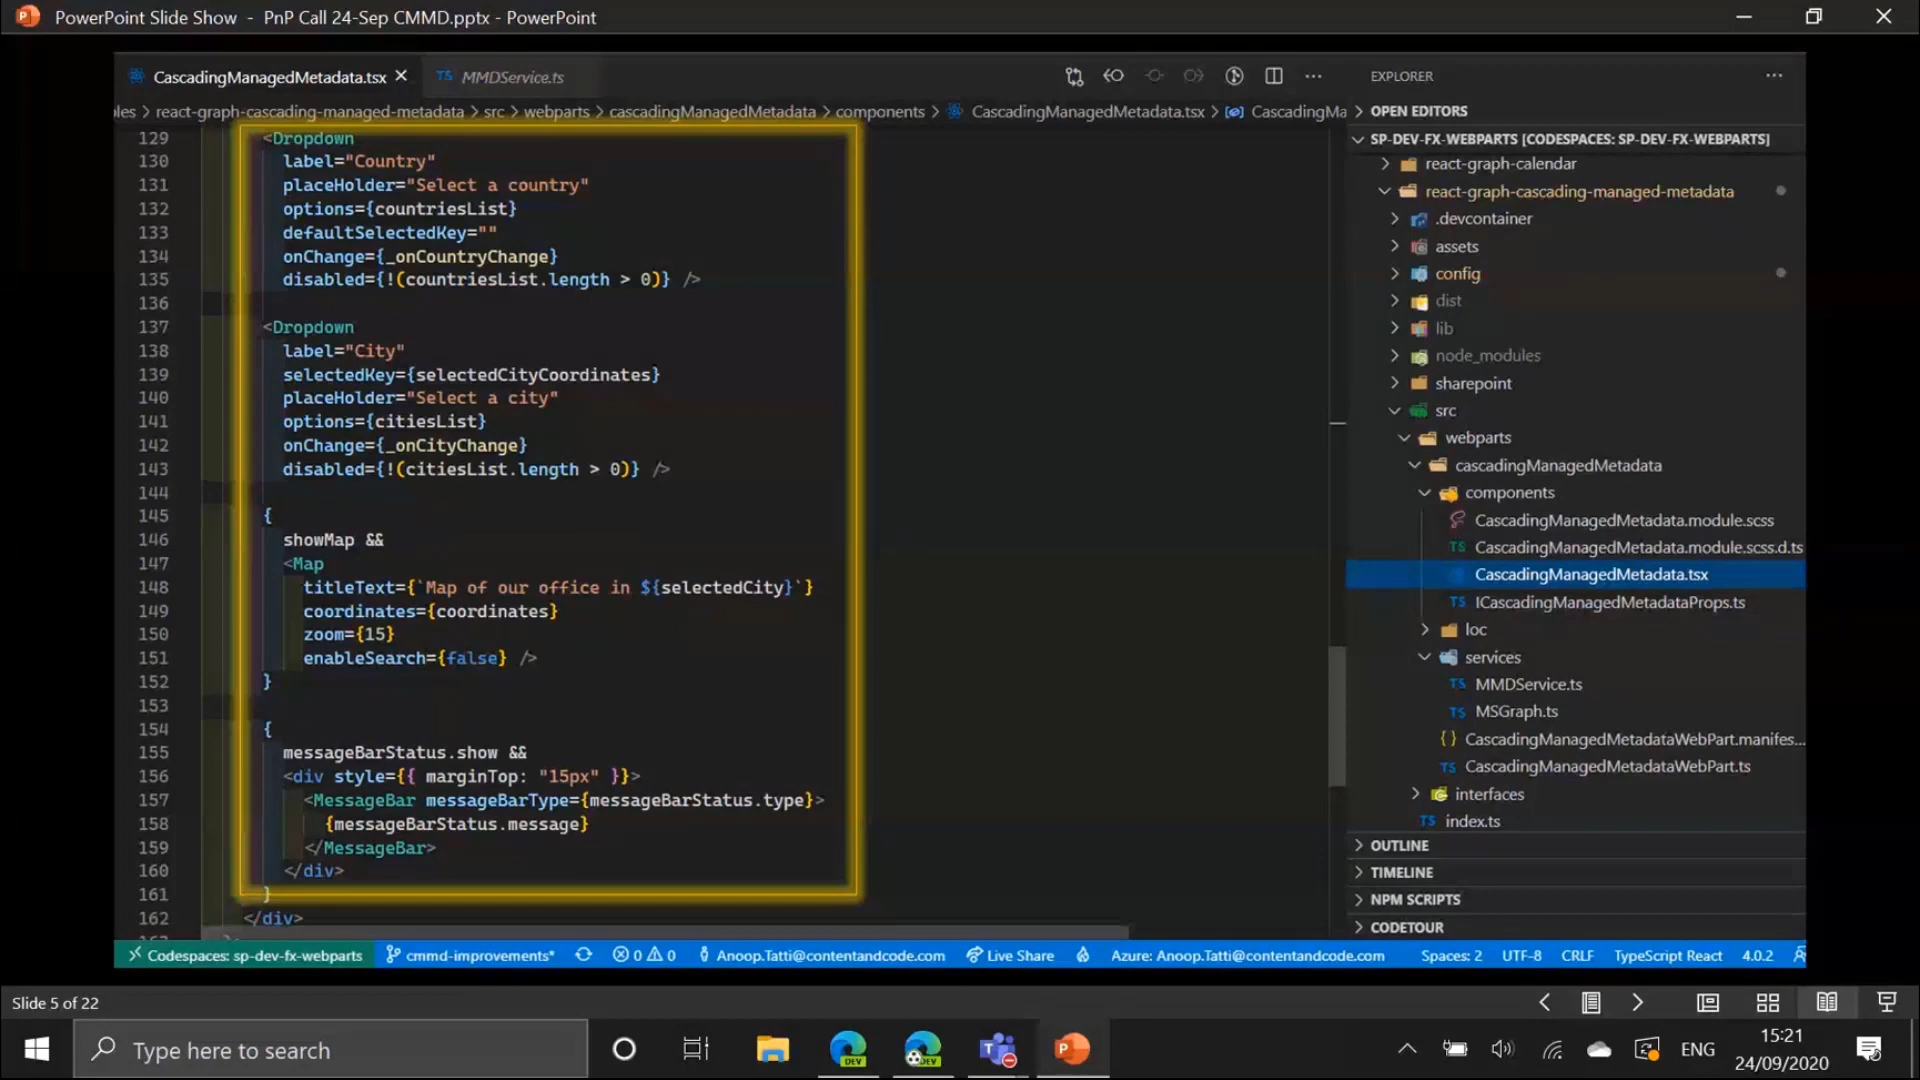 PowerPoint Slide Show - PnP Call 24-Sep CMMD.pptx - PowerPoint
CascadingManagedMetadata.tsx
TS MMDService.ts
les > react-graph-cascading-managed-metadata > src > webparts > cascadingManagedMetadata > components > CascadingManagedMetadata.tsx > CascadingMa
129 <Dropdown
130 label="Country"
131 placeHolder="Select a country"
132 options={countriesList}
133 defaultSelectedKey=""
134 onChange={_onCountryChange}
135 disabled={!(countriesList.length > 0)} />
136
137 <Dropdown
138 label="City"
139 selectedKey={selectedCityCoordinates}
140 placeHolder="Select a city"
141 options={citiesList}
142 onChange={_onCityChange}
143 disabled={!(citiesList.length > 0)} />
144
145 {
146 showMap &&
147 <Map
148 titleText={`Map of our office in ${selectedCity}`}
149 coordinates={coordinates}
150 zoom={15}
151 enableSearch={false} />
152 }
153
154 {
155 messageBarStatus.show &&
156 <div style={{ marginTop: "15px" }}>
157 <MessageBar messageBarType={messageBarStatus.type}>
158 {messageBarStatus.message}
159 </MessageBar>
160 </div>
161 }
162 </div>
EXPLORER
OPEN EDITORS
SP-DEV-FX-WEBPARTS [CODESPACES: SP-DEV-FX-WEBPARTS]
react-graph-calendar
react-graph-cascading-managed-metadata
.devcontainer
assets
config
dist
lib
node_modules
sharepoint
src
webparts
cascadingManagedMetadata
components
CascadingManagedMetadata.module.scss
TS CascadingManagedMetadata.module.scss.d.ts
CascadingManagedMetadata.tsx
TS ICascadingManagedMetadataProps.ts
loc
services
TS MMDService.ts
TS MSGraph.ts
{} CascadingManagedMetadataWebPart.manifes...
TS CascadingManagedMetadataWebPart.ts
interfaces
TS index.ts
OUTLINE
TIMELINE
NPM SCRIPTS
CODETOUR
Codespaces: sp-dev-fx-webparts cmmd-improvements* 0 0 Anoop.Tatti@contentandcode.com Live Share Azure: Anoop.Tatti@contentandcode.com Spaces: 2 UTF-8 CRLF TypeScript React 4.0.2
Slide 5 of 22
Type here to search
DEV
DEV
ENG
15:21
24/09/2020